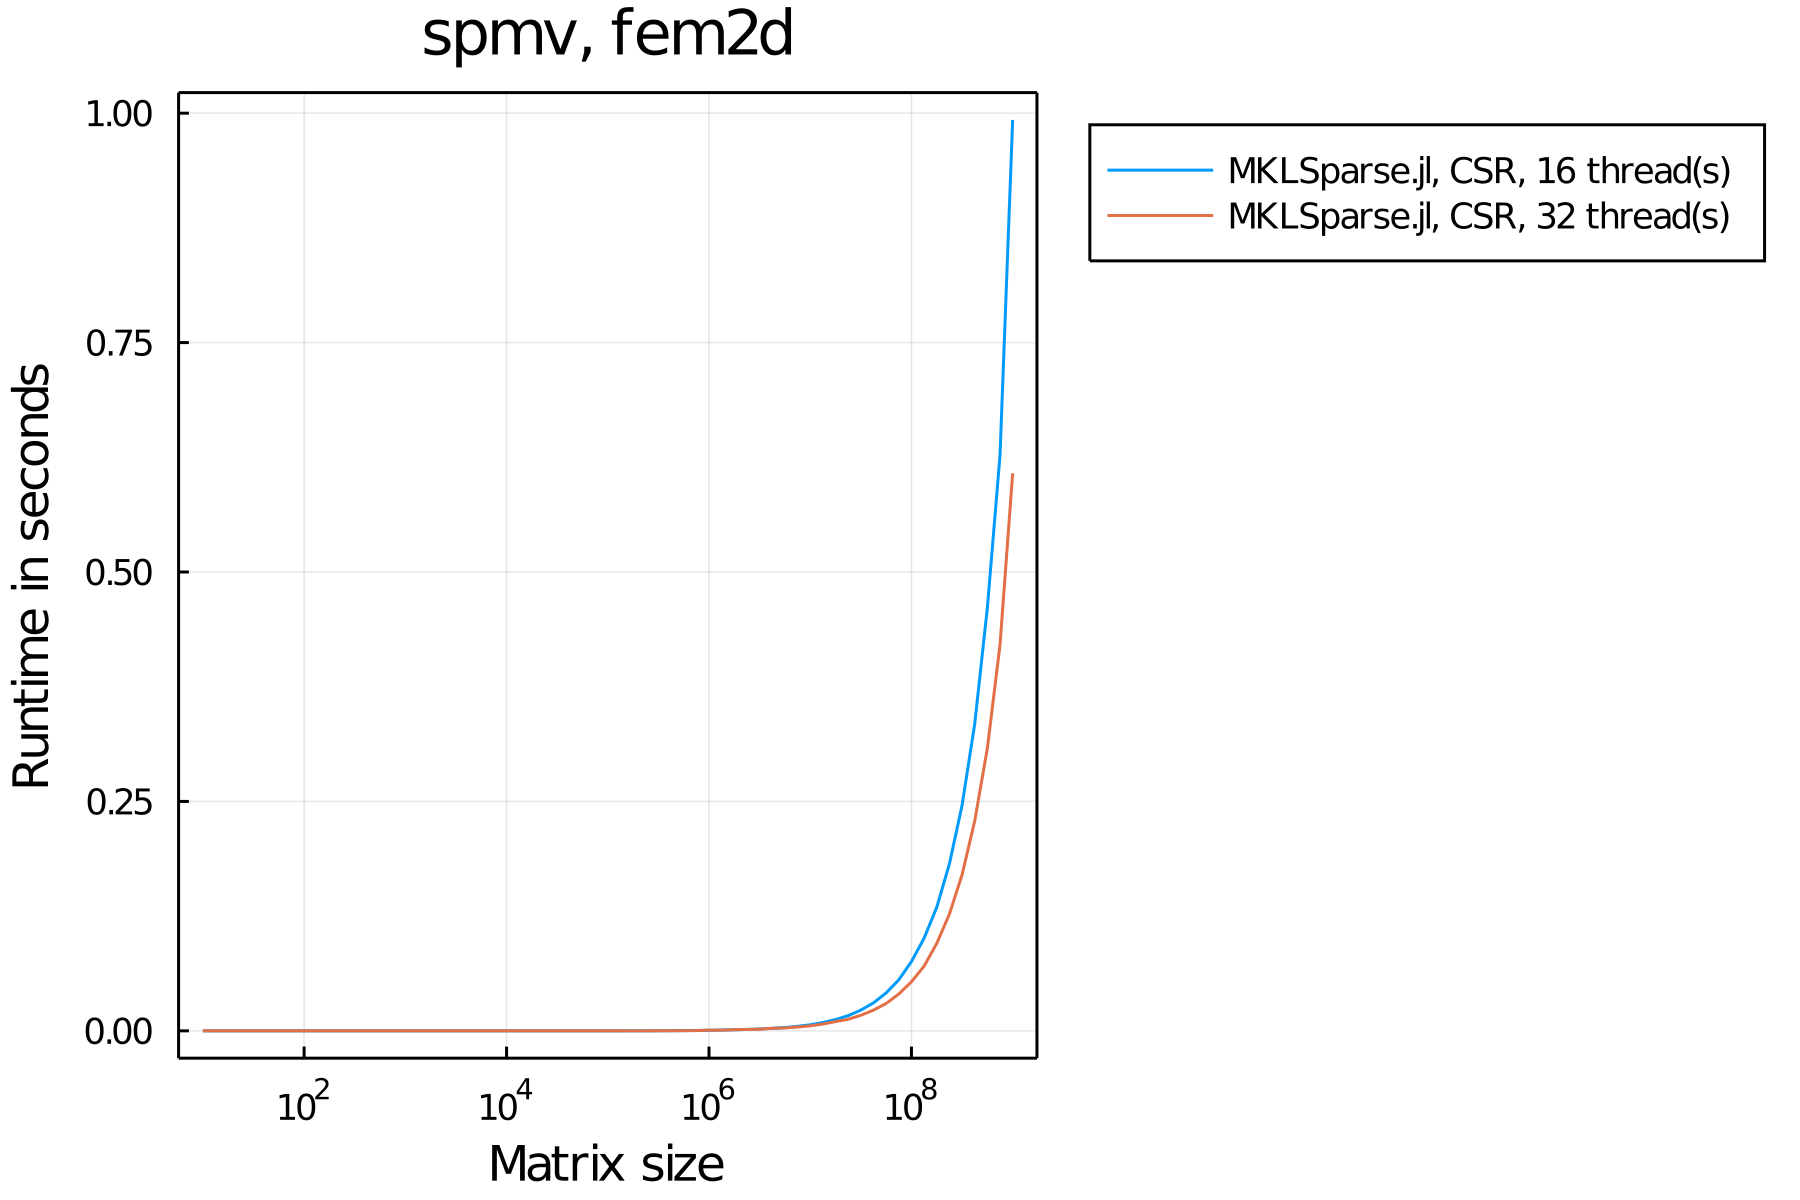 spmv, fem2d
1.00
0.75
0.50
0.25
0.00
Runtime in seconds
10^2
10^4
10^6
10^8
Matrix size
MKLSparse.jl, CSR, 16 thread(s)
MKLSparse.jl, CSR, 32 thread(s)